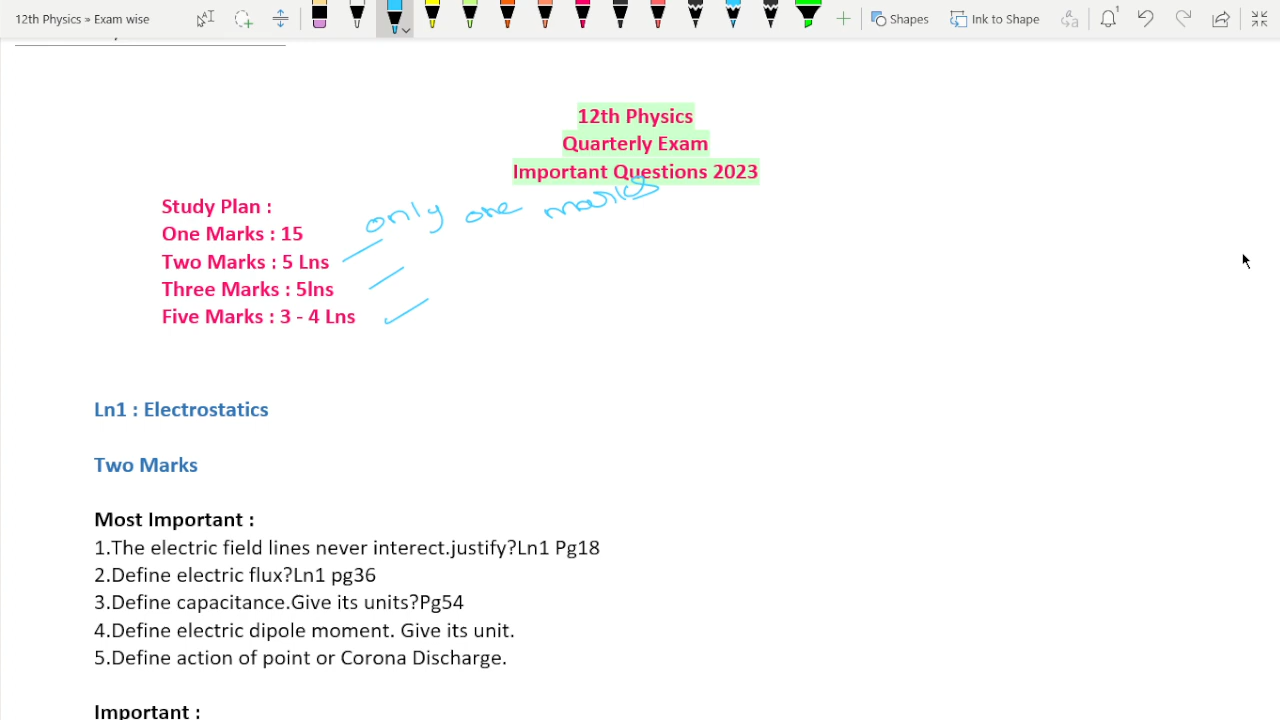 12th Physics » Exam wise
Shapes
Ink to Shape
12th Physics
Quarterly Exam
Important Questions 2023
Study Plan :
only one marks
One Marks : 15
Two Marks : 5 Lns
Three Marks : 5lns
Five Marks : 3 - 4 Lns
Ln1 : Electrostatics
Two Marks
Most Important :
1.The electric field lines never interect.justify?Ln1 Pg18
2.Define electric flux?Ln1 pg36
3.Define capacitance.Give its units?Pg54
4.Define electric dipole moment. Give its unit.
5.Define action of point or Corona Discharge.
Important :